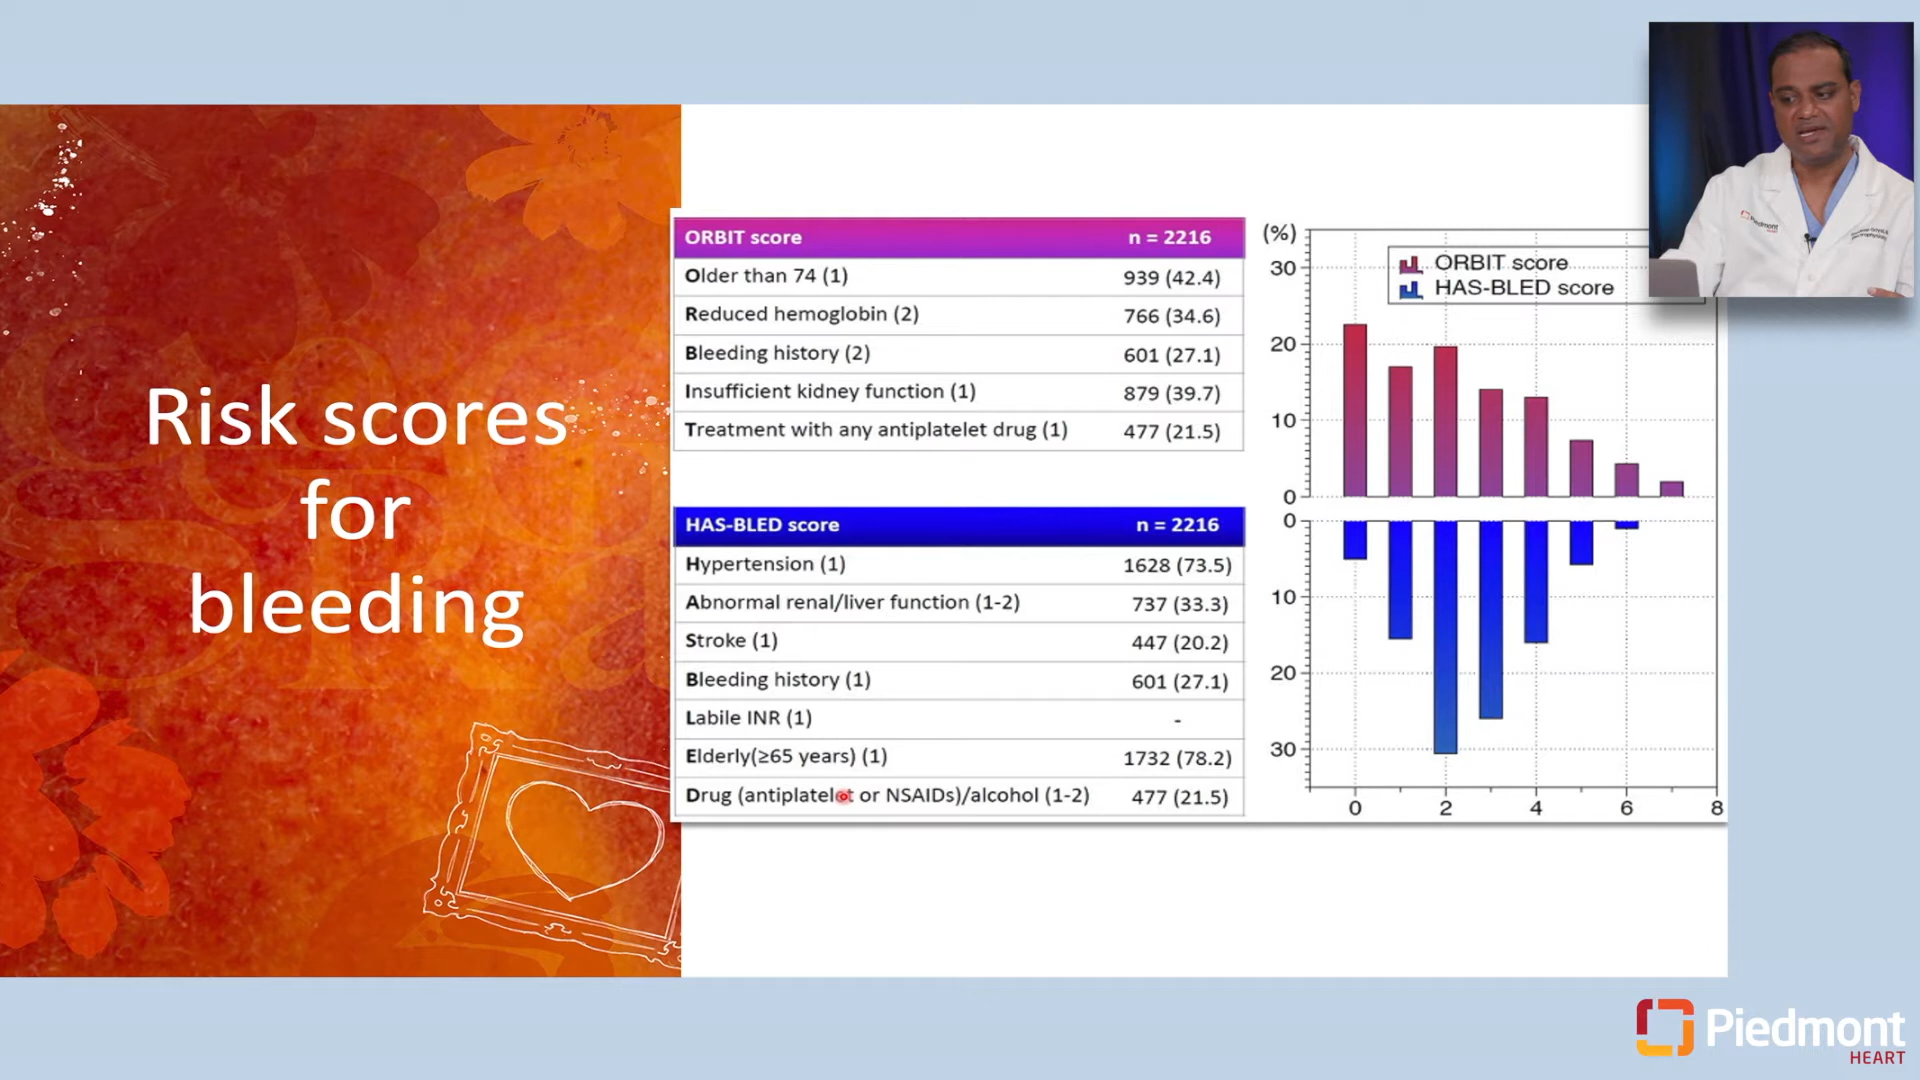 Risk scores
for
bleeding
ORBIT score n = 2216
Older than 74 (1) 939 (42.4)
Reduced hemoglobin (2) 766 (34.6)
Bleeding history (2) 601 (27.1)
Insufficient kidney function (1) 879 (39.7)
Treatment with any antiplatelet drug (1) 477 (21.5)
HAS-BLED score n = 2216
Hypertension (1) 1628 (73.5)
Abnormal renal/liver function (1-2) 737 (33.3)
Stroke (1) 447 (20.2)
Bleeding history (1) 601 (27.1)
Labile INR (1) -
Elderly(≥65 years) (1) 1732 (78.2)
Drug (antiplatelet or NSAIDs)/alcohol (1-2) 477 (21.5)
(%)
ORBIT score
HAS-BLED score
30
20
10
0
0
10
20
30
0 2 4 6 8
Piedmont
HEART
Piedmont
HEART